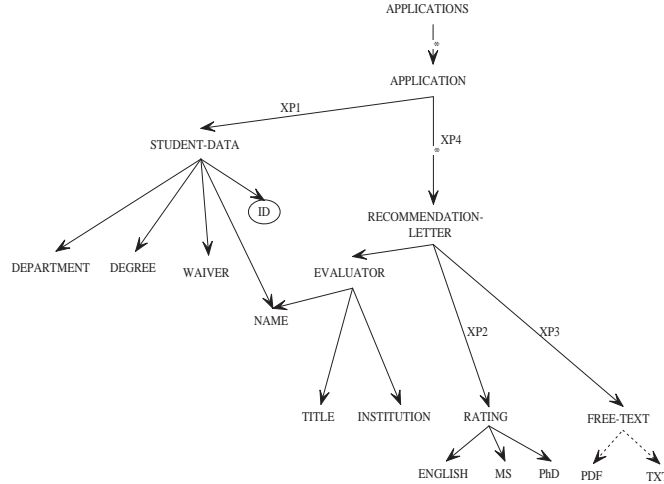 APPLICATIONS
*
APPLICATION
XP1
XP4
*
STUDENT-DATA
ID
RECOMMENDATION-
LETTER
DEPARTMENT
DEGREE
WAIVER
EVALUATOR
NAME
XP2
XP3
TITLE
INSTITUTION
RATING
FREE-TEXT
ENGLISH
MS
PhD
PDF
TXT